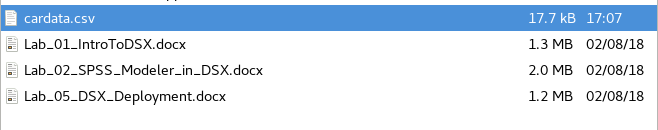 cardata.csv 17.7 kB 17:07
Lab_01_IntroToDSX.docx 1.3 MB 02/08/18
Lab_02_SPSS_Modeler_in_DSX.docx 2.0 MB 02/08/18
Lab_05_DSX_Deployment.docx 1.2 MB 02/08/18